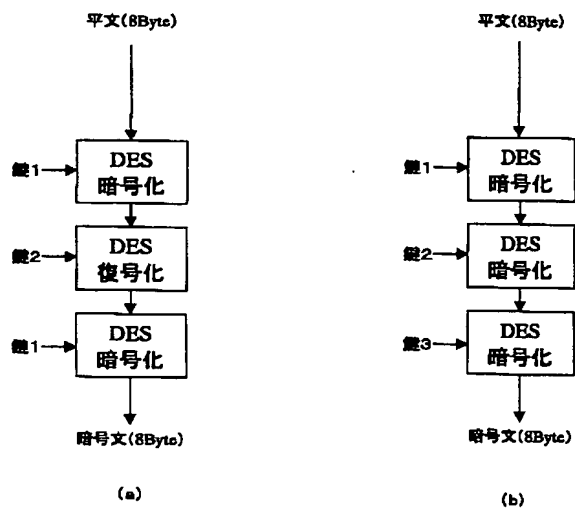 平文(8Byte)
鍵1
DES
暗号化
鍵2
DES
復号化
鍵1
DES
暗号化
暗号文(8Byte)
(a)
平文(8Byte)
鍵1
DES
暗号化
鍵2
DES
暗号化
鍵3
DES
暗号化
暗号文(8Byte)
(b)